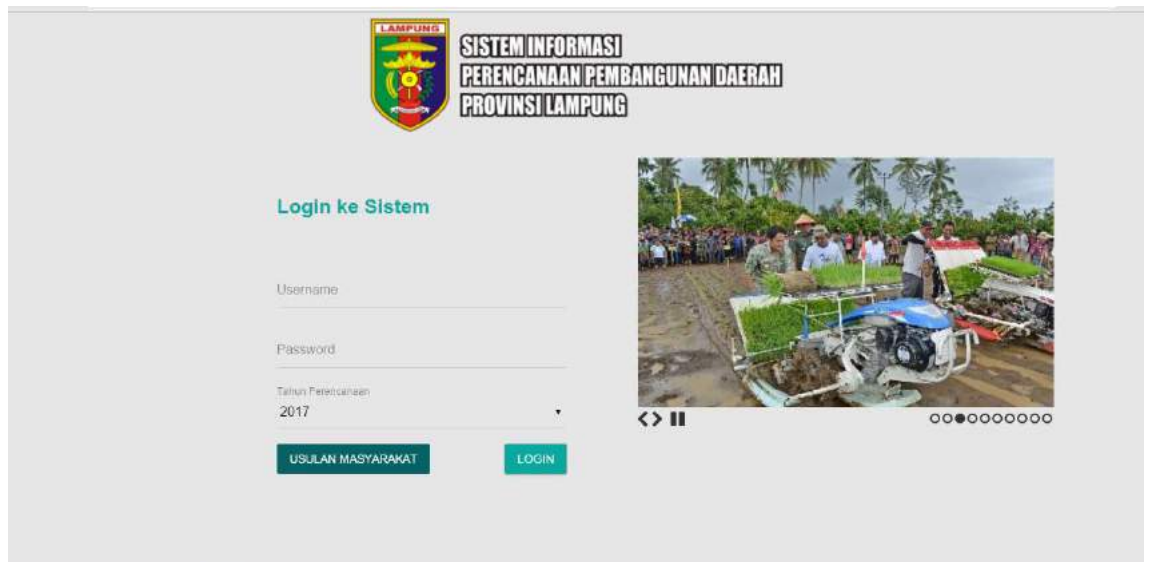 LAMPUNG
SISTEM INFORMASI
PERENCANAAN PEMBANGUNAN DAERAH
PROVINSI LAMPUNG
Login ke Sistem
Username
Password
Tahun Perencanaan
2017
USULAN MASYARAKAT
LOGIN